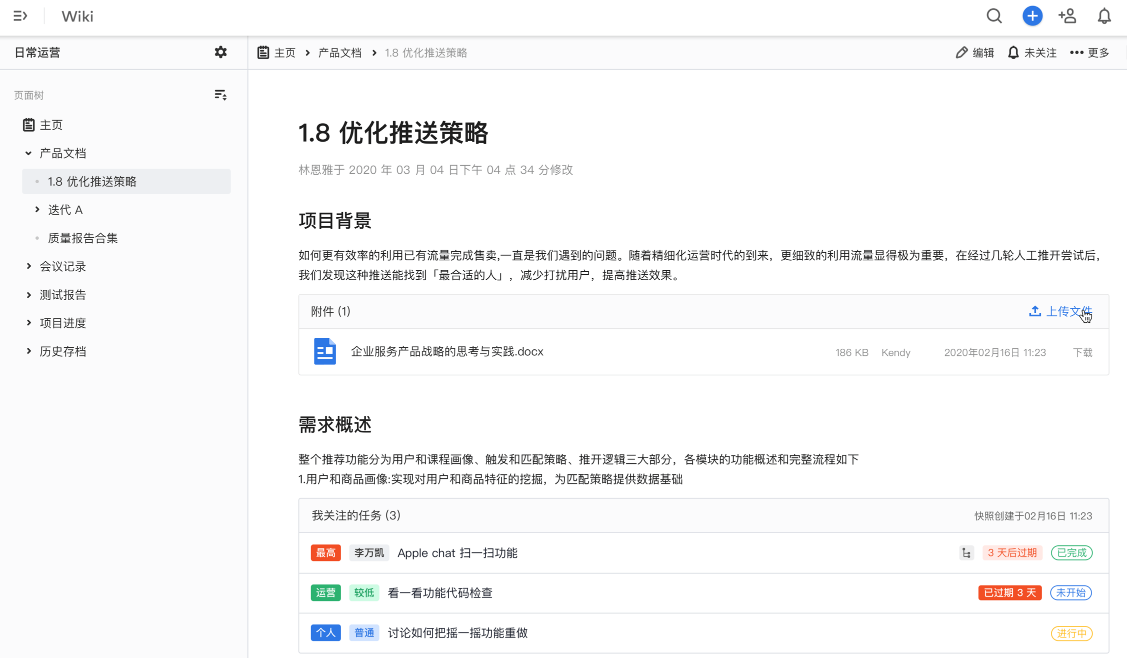 Wiki
日常运营
主页 产品文档 1.8 优化推送策略
编辑 未关注 更多
页面树
主页
产品文档
1.8 优化推送策略
迭代 A
质量报告合集
会议记录
测试报告
项目进度
历史存档
1.8 优化推送策略
林恩雅于 2020 年 03 月 04 日下午 04 点 34 分修改
项目背景
如何更有效率的利用已有流量完成售卖,一直是我们遇到的问题。随着精细化运营时代的到来，更细致的利用流量显得极为重要，在经过几轮人工推开尝试后，
我们发现这种推送能找到「最合适的人」，减少打扰用户，提高推送效果。
附件 (1) 上传文件
企业服务产品战略的思考与实践.docx 186 KB Kendy 2020年02月16日 11:23 下载
需求概述
整个推荐功能分为用户和课程画像、触发和匹配策略、推开逻辑三大部分，各模块的功能概述和完整流程如下
1.用户和商品画像:实现对用户和商品特征的挖掘，为匹配策略提供数据基础
我关注的任务 (3) 快照创建于02月16日 11:23
最高 李万凯 Apple chat 扫一扫功能 3 天后过期 已完成
运营 较低 看一看功能代码检查 已过期 3 天 未开始
个人 普通 讨论如何把摇一摇功能重做 进行中